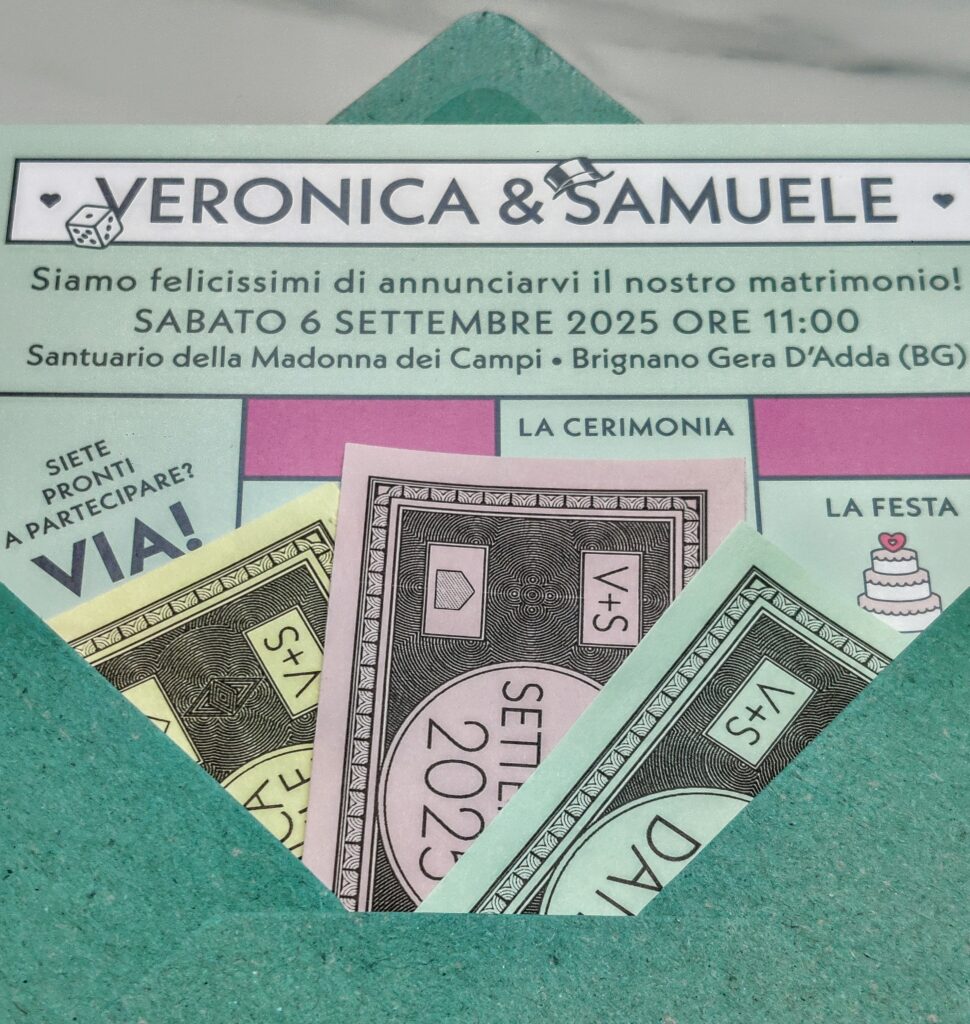 VERONICA & SAMUELE
Siamo felicissimi di annunciarvi il nostro matrimonio!
SABATO 6 SETTEMBRE 2025 ORE 11:00
Santuario della Madonna dei Campi • Brignano Gera D'Adda (BG)
SIETE
PRONTI
A PARTECIPARE?
VIA!
LA CERIMONIA
LA FESTA
V+S
V+S
SETTE
2025
V+S